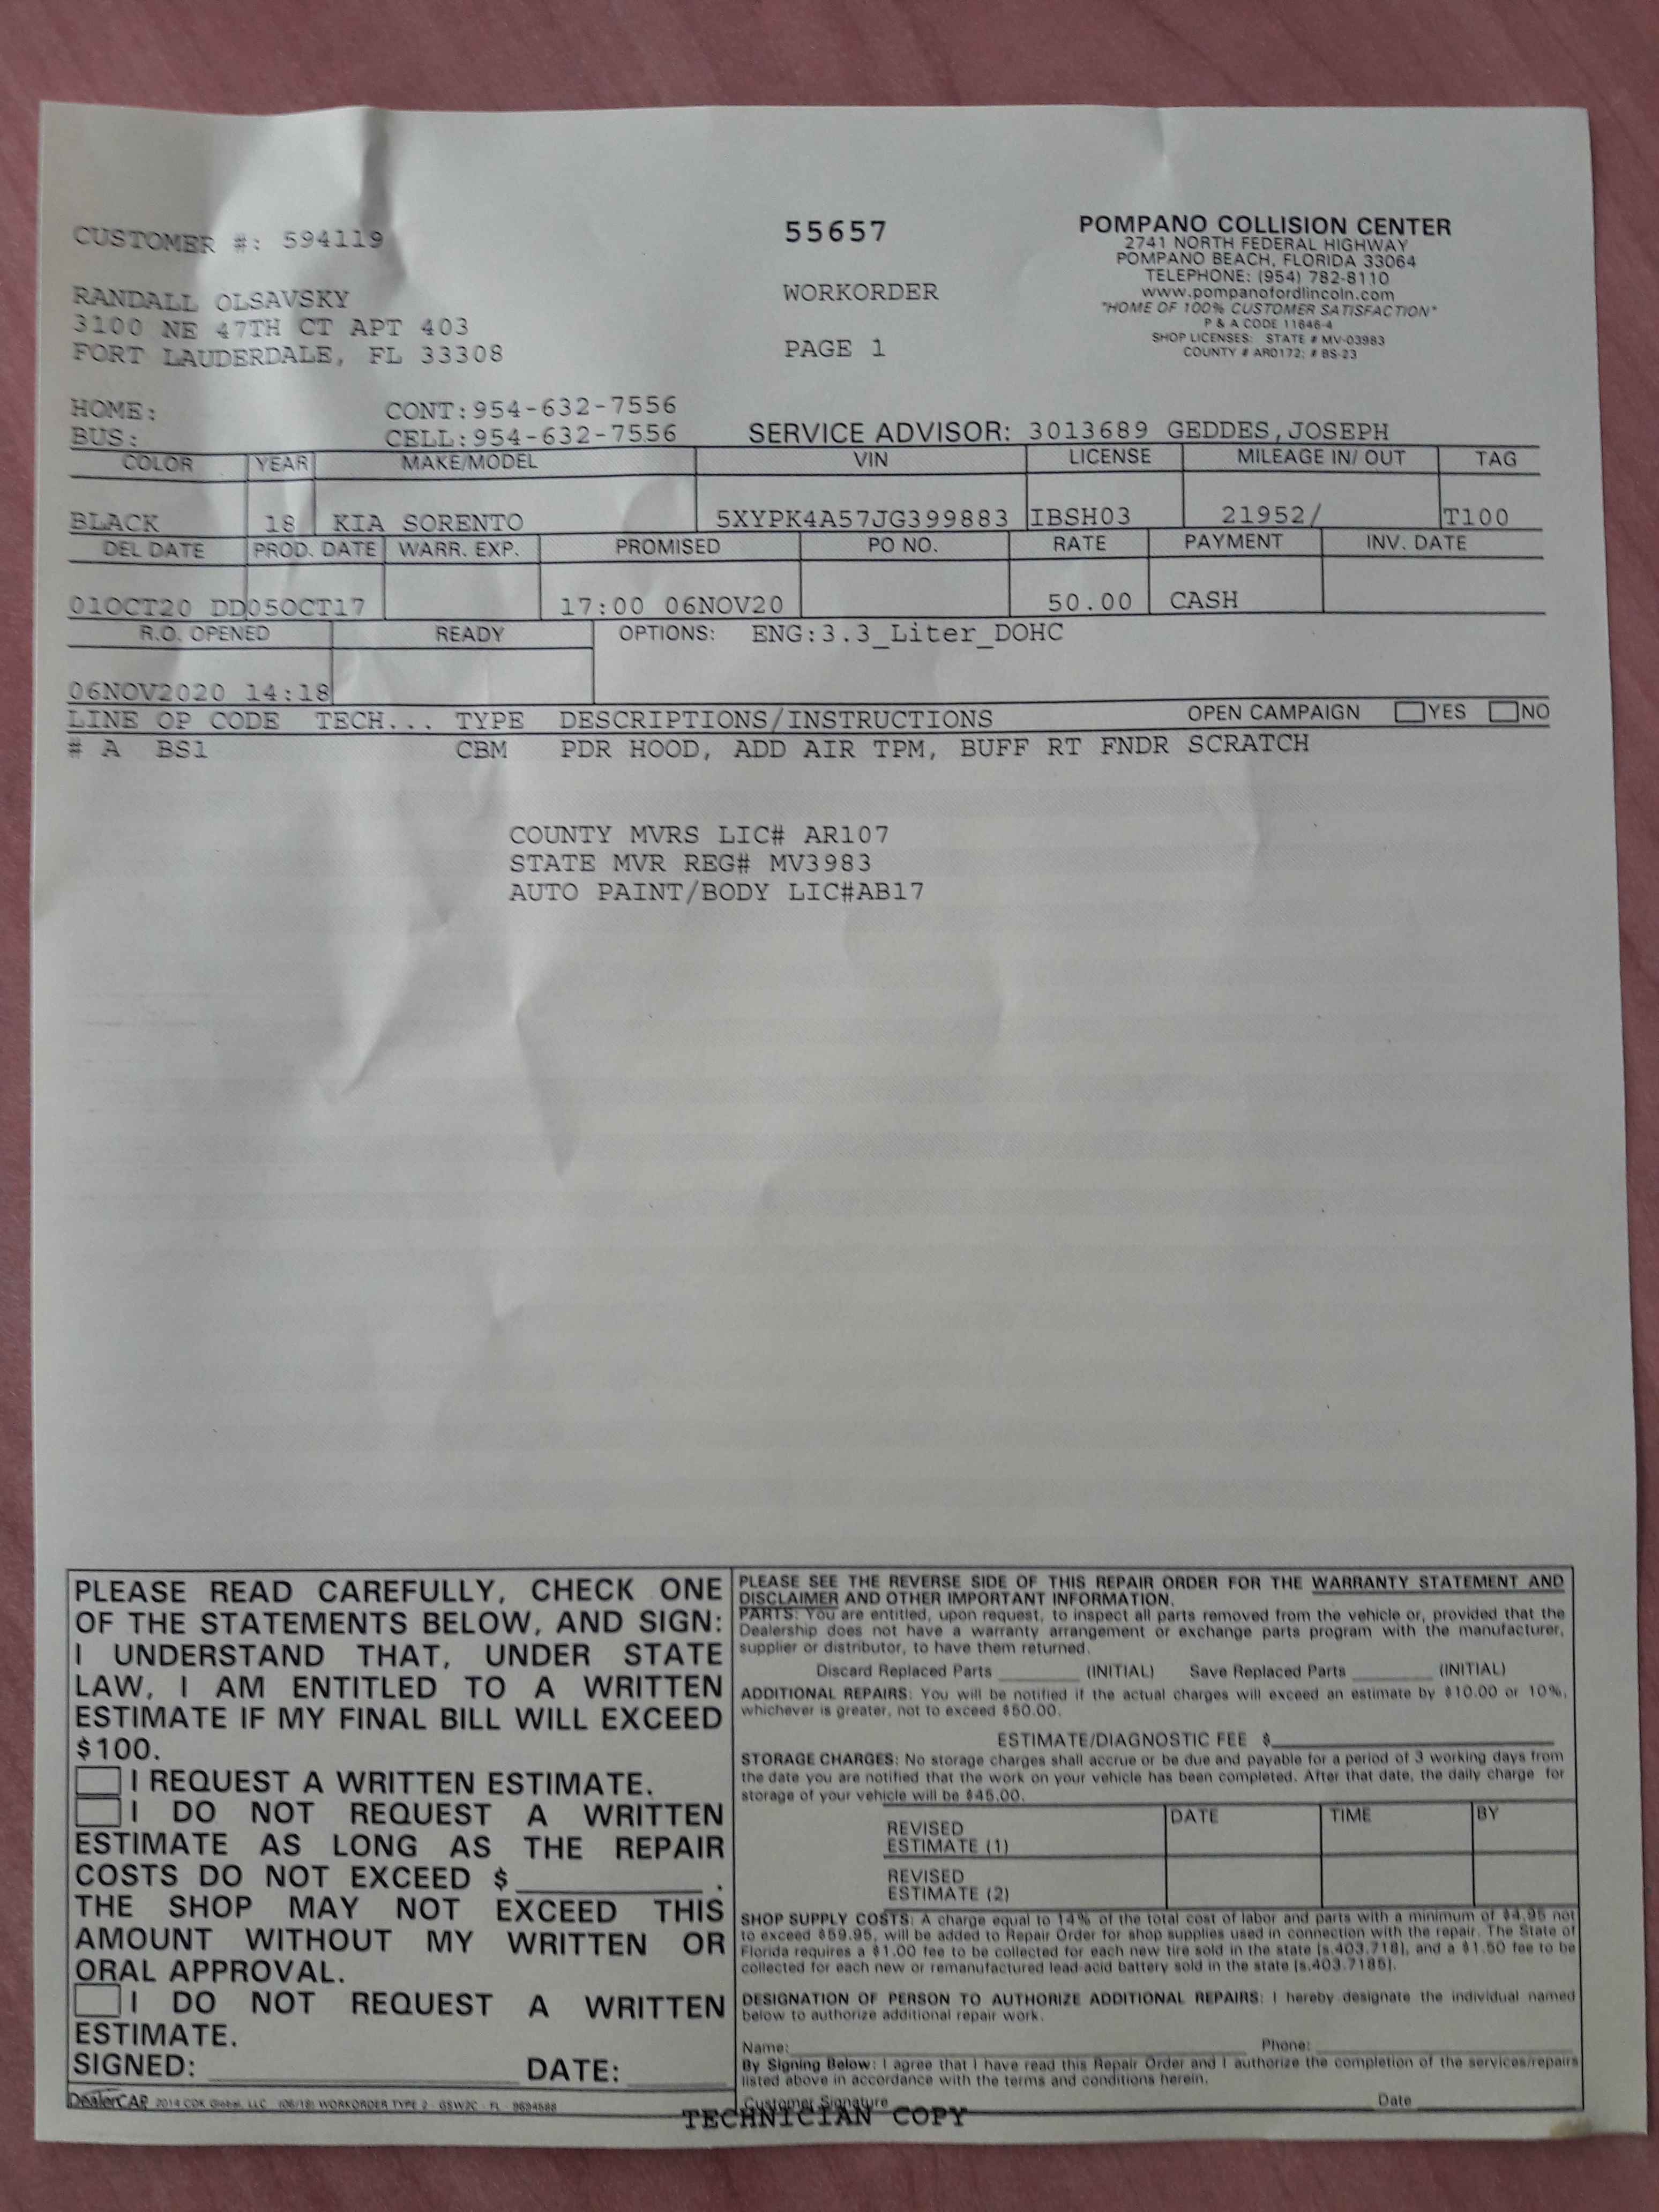 CUSTOMER #: 594119
55657
POMPANO COLLISION CENTER
2741 NORTH FEDERAL HIGHWAY
POMPANO BEACH, FLORIDA 33064
TELEPHONE: (954) 782-8110
www.pompanofordlincoln.com
"HOME OF 100% CUSTOMER SATISFACTION"
P & A CODE 11646-4
SHOP LICENSES: STATE # MV-03983
COUNTY # AR0172; # BS-23
RANDALL OLSAVSKY
3100 NE 47TH CT APT 403
FORT LAUDERDALE, FL 33308
WORKORDER
PAGE 1
HOME: CONT:954-632-7556
BUS: CELL:954-632-7556
SERVICE ADVISOR: 3013689 GEDDES,JOSEPH
COLOR YEAR MAKE/MODEL VIN LICENSE MILEAGE IN/ OUT TAG
BLACK 18 KIA SORENTO 5XYPK4A57JG399883 IBSH03 21952/ T100
DEL DATE PROD. DATE WARR. EXP. PROMISED PO NO. RATE PAYMENT INV. DATE
01OCT20 DD05OCT17 17:00 06NOV20 50.00 CASH
R.O. OPENED READY OPTIONS: ENG:3.3_Liter_DOHC
06NOV2020 14:18
LINE OP CODE TECH... TYPE DESCRIPTIONS/INSTRUCTIONS OPEN CAMPAIGN YES NO
# A BS1 CBM PDR HOOD, ADD AIR TPM, BUFF RT FNDR SCRATCH
COUNTY MVRS LIC# AR107
STATE MVR REG# MV3983
AUTO PAINT/BODY LIC#AB17
PLEASE READ CAREFULLY, CHECK ONE
OF THE STATEMENTS BELOW, AND SIGN:
I UNDERSTAND THAT, UNDER STATE
LAW, I AM ENTITLED TO A WRITTEN
ESTIMATE IF MY FINAL BILL WILL EXCEED
$100.
I REQUEST A WRITTEN ESTIMATE.
I DO NOT REQUEST A WRITTEN
ESTIMATE AS LONG AS THE REPAIR
COSTS DO NOT EXCEED $ .
THE SHOP MAY NOT EXCEED THIS
AMOUNT WITHOUT MY WRITTEN OR
ORAL APPROVAL.
I DO NOT REQUEST A WRITTEN
ESTIMATE.
SIGNED: DATE:
PLEASE SEE THE REVERSE SIDE OF THIS REPAIR ORDER FOR THE WARRANTY STATEMENT AND
DISCLAIMER AND OTHER IMPORTANT INFORMATION.
PARTS: You are entitled, upon request, to inspect all parts removed from the vehicle or, provided that the
Dealership does not have a warranty arrangement or exchange parts program with the manufacturer,
supplier or distributor, to have them returned.
Discard Replaced Parts (INITIAL) Save Replaced Parts (INITIAL)
ADDITIONAL REPAIRS: You will be notified if the actual charges will exceed an estimate by $10.00 or 10%,
whichever is greater, not to exceed $50.00.
ESTIMATE/DIAGNOSTIC FEE $
STORAGE CHARGES: No storage charges shall accrue or be due and payable for a period of 3 working days from
the date you are notified that the work on your vehicle has been completed. After that date, the daily charge for
storage of your vehicle will be $45.00.
DATE TIME BY
REVISED
ESTIMATE (1)
REVISED
ESTIMATE (2)
SHOP SUPPLY COSTS: A charge equal to 14% of the total cost of labor and parts with a minimum of $4.95 not
to exceed $59.95, will be added to Repair Order for shop supplies used in connection with the repair. The State of
Florida requires a $1.00 fee to be collected for each new tire sold in the state [s.403.718], and a $1.50 fee to be
collected for each new or remanufactured lead-acid battery sold in the state [s.403.7185].
DESIGNATION OF PERSON TO AUTHORIZE ADDITIONAL REPAIRS: I hereby designate the individual named
below to authorize additional repair work.
Name: Phone:
By Signing Below: I agree that I have read this Repair Order and I authorize the completion of the services/repairs
listed above in accordance with the terms and conditions herein.
Customer Signature Date
DealerCAP 2014 CDK Global, LLC (06/18) WORKORDER TYPE 2 - GSW2C - FL - 9694588
TECHNICIAN COPY